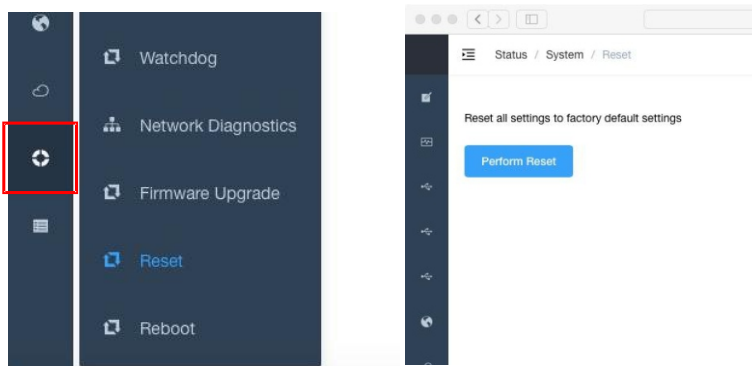 Watchdog
Network Diagnostics
Firmware Upgrade
Reset
Reboot
Status / System / Reset
Reset all settings to factory default settings
Perform Reset